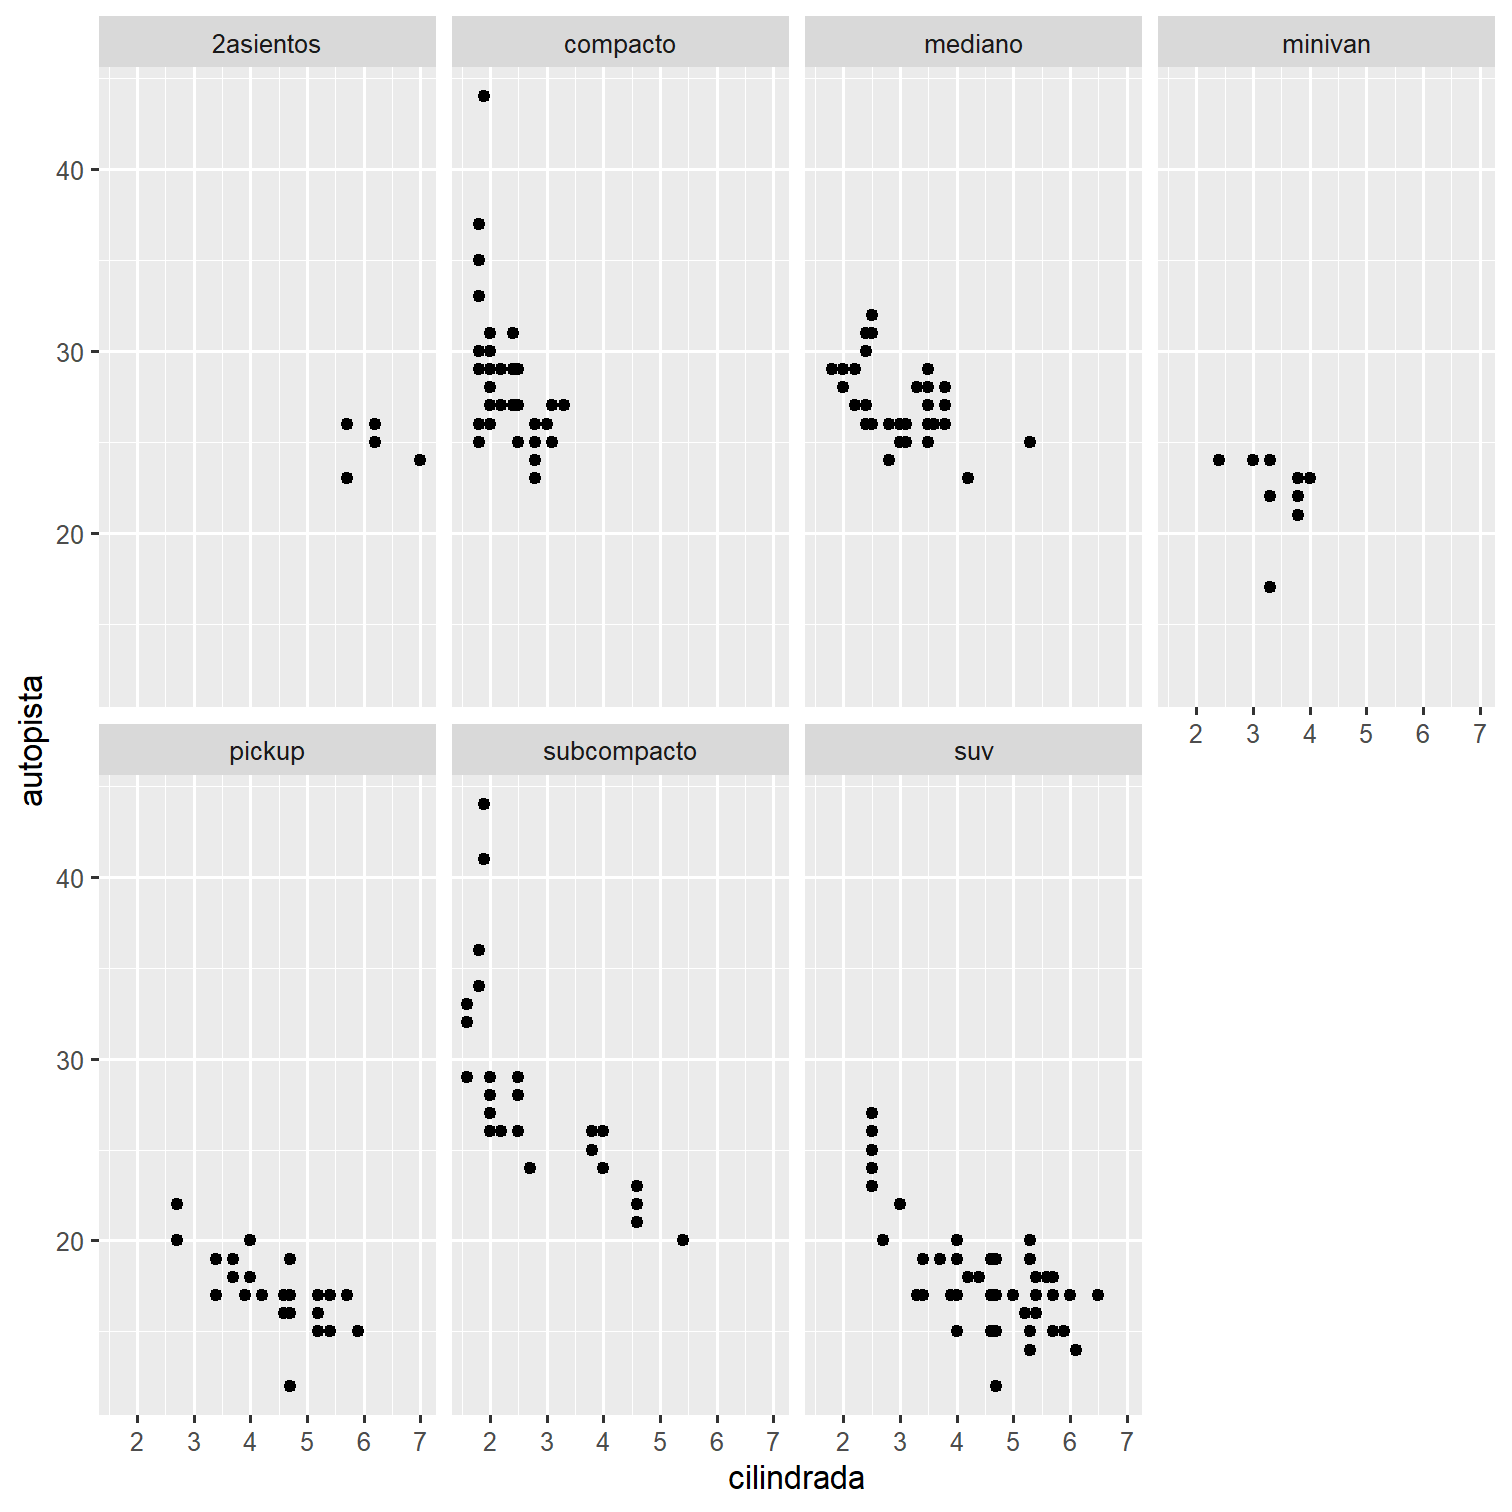 2asientos compacto mediano minivan
40
30
20
2 3 4 5 6 7
autopista
pickup subcompacto suv
40
30
20
2 3 4 5 6 7 2 3 4 5 6 7 2 3 4 5 6 7
cilindrada